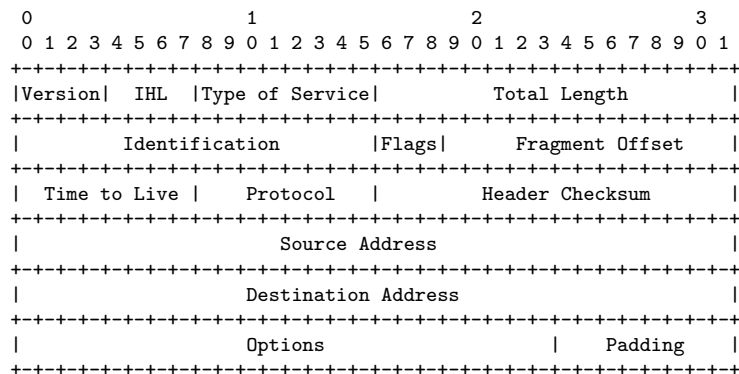 0                   1                   2                   3
 0 1 2 3 4 5 6 7 8 9 0 1 2 3 4 5 6 7 8 9 0 1 2 3 4 5 6 7 8 9 0 1
+-+-+-+-+-+-+-+-+-+-+-+-+-+-+-+-+-+-+-+-+-+-+-+-+-+-+-+-+-+-+-+-+
|Version|  IHL  |Type of Service|          Total Length         |
+-+-+-+-+-+-+-+-+-+-+-+-+-+-+-+-+-+-+-+-+-+-+-+-+-+-+-+-+-+-+-+-+
|         Identification        |Flags|      Fragment Offset    |
+-+-+-+-+-+-+-+-+-+-+-+-+-+-+-+-+-+-+-+-+-+-+-+-+-+-+-+-+-+-+-+-+
|  Time to Live |    Protocol   |         Header Checksum       |
+-+-+-+-+-+-+-+-+-+-+-+-+-+-+-+-+-+-+-+-+-+-+-+-+-+-+-+-+-+-+-+-+
|                       Source Address                          |
+-+-+-+-+-+-+-+-+-+-+-+-+-+-+-+-+-+-+-+-+-+-+-+-+-+-+-+-+-+-+-+-+
|                    Destination Address                        |
+-+-+-+-+-+-+-+-+-+-+-+-+-+-+-+-+-+-+-+-+-+-+-+-+-+-+-+-+-+-+-+-+
|                    Options                    |    Padding    |
+-+-+-+-+-+-+-+-+-+-+-+-+-+-+-+-+-+-+-+-+-+-+-+-+-+-+-+-+-+-+-+-+